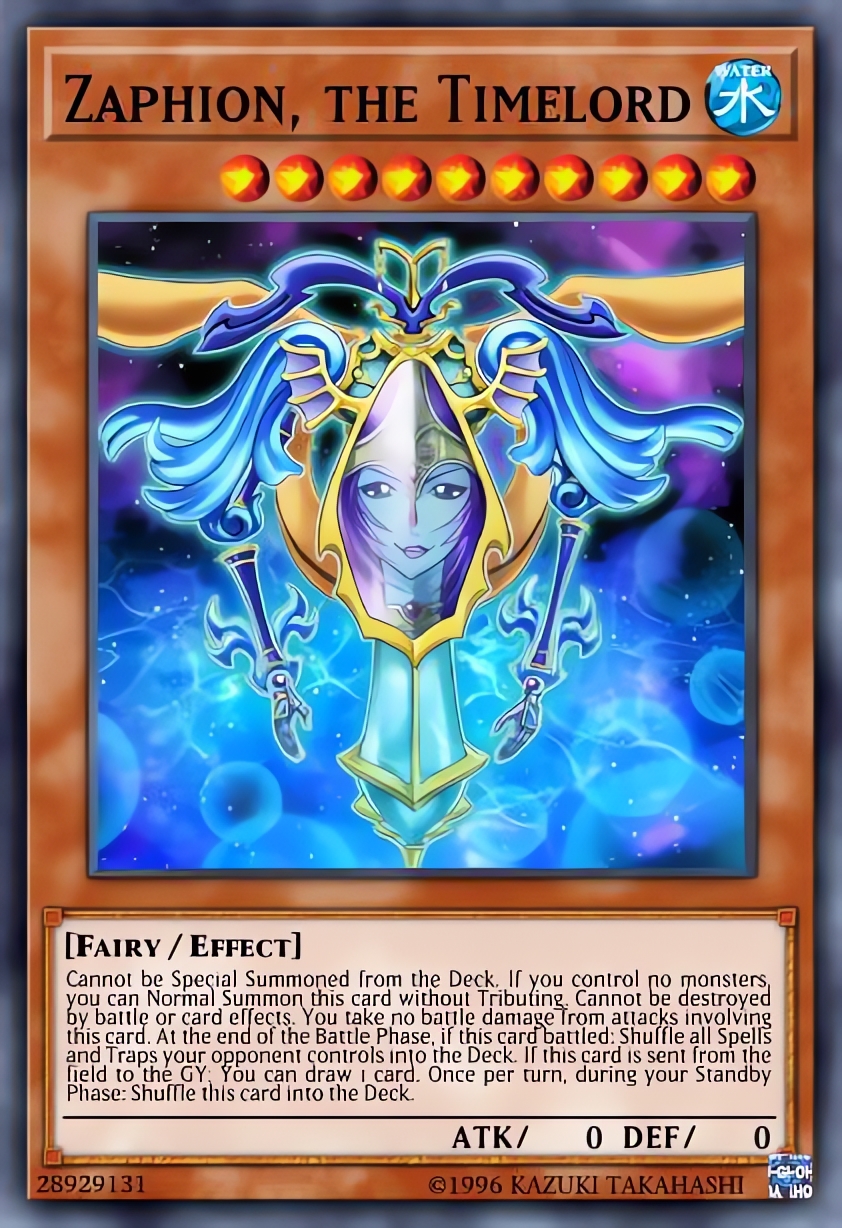 ZAPHION, THE TIMELORD
WATER
水
[FAIRY / EFFECT]
Cannot be Special Summoned from the Deck. If you control no monsters,
you can Normal Summon this card without Tributing. Cannot be destroyed
by battle or card effects. You take no battle damage from attacks involving
this card. At the end of the Battle Phase, if this card battled: Shuffle all Spells
and Traps your opponent controls into the Deck. If this card is sent from the
field to the GY: You can draw 1 card. Once per turn, during your Standby
Phase: Shuffle this card into the Deck.
ATK/ 0 DEF/ 0
28929131 ©1996 KAZUKI TAKAHASHI